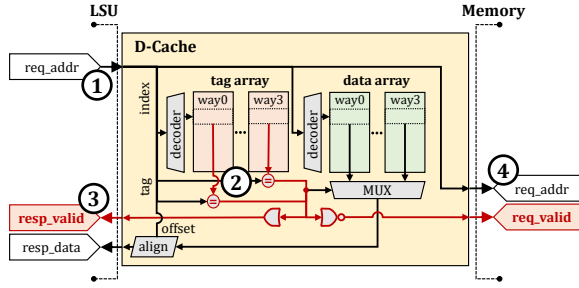 LSU
Memory
D-Cache
req_addr
1
tag array
data array
index
decoder
way0
way3
...
decoder
way0
way3
...
tag
2
=
=
MUX
4
req_addr
3
resp_valid
req_valid
offset
resp_data
align